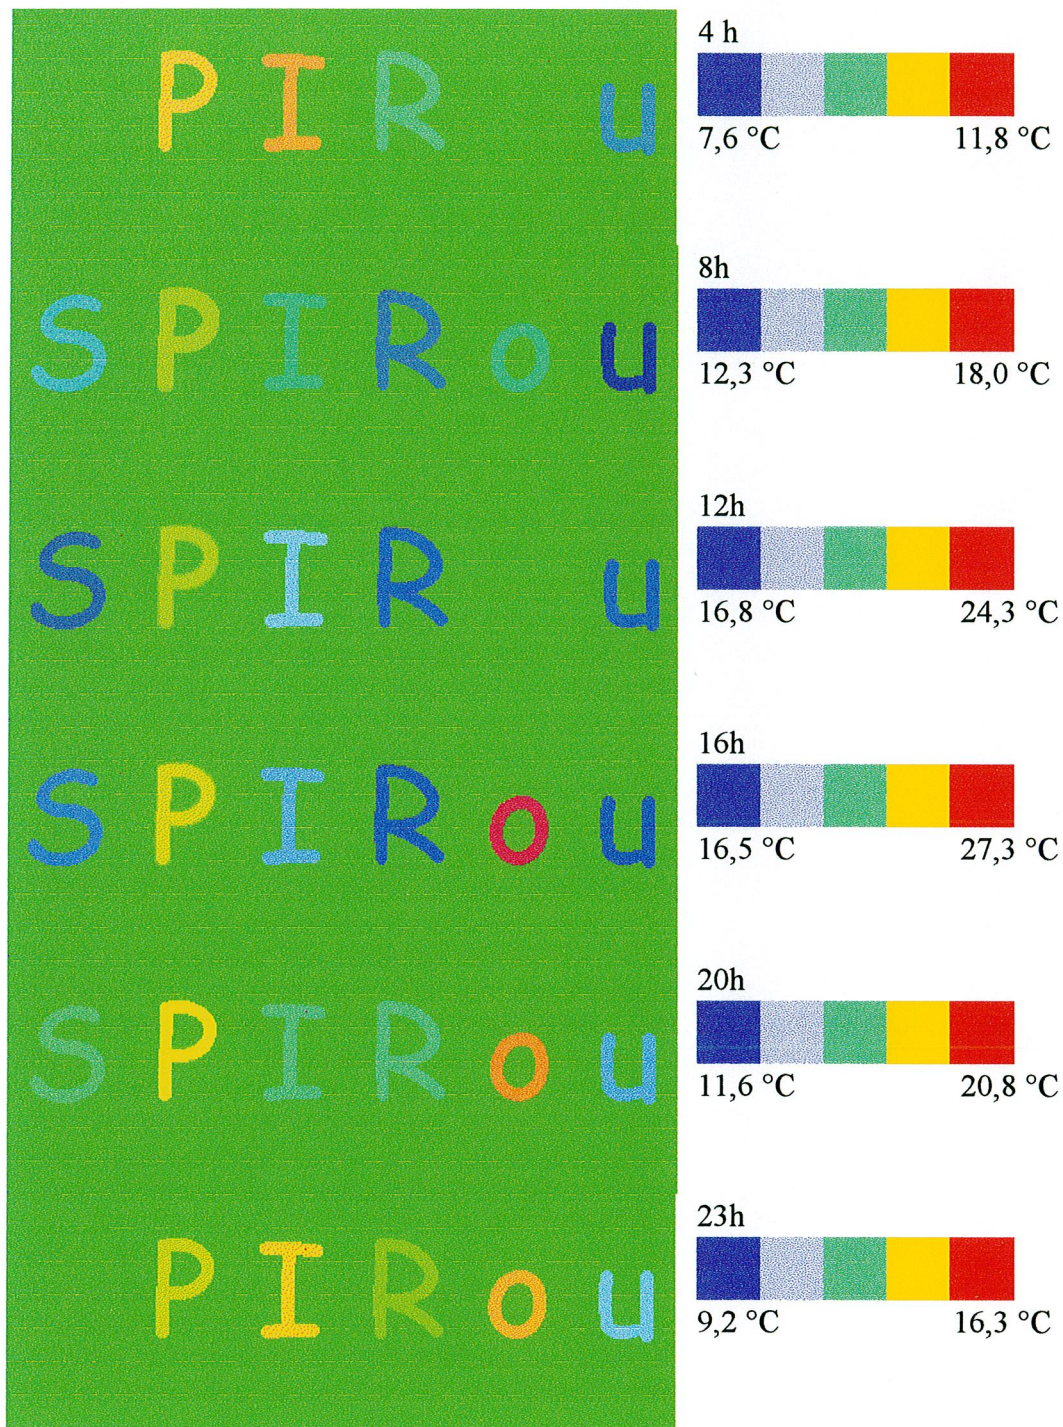 4 h
PIR u
7,6 °C 11,8 °C
8h
SPIRou
12,3 °C 18,0 °C
12h
SPIR u
16,8 °C 24,3 °C
16h
SPIRou
16,5 °C 27,3 °C
20h
SPIRou
11,6 °C 20,8 °C
23h
PIRou
9,2 °C 16,3 °C